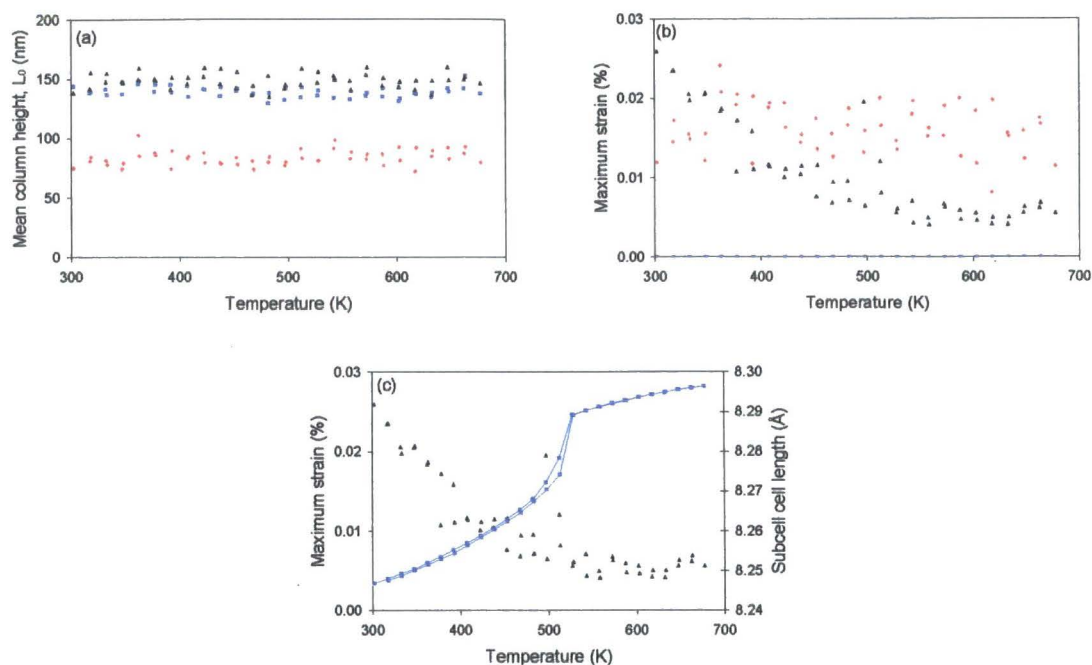 (a)
Mean column height, L₀ (nm)
200
150
100
50
0
300 400 500 600 700
Temperature (K)
(b)
Maximum strain (%)
0.03
0.02
0.01
0.00
300 400 500 600 700
Temperature (K)
(c)
Maximum strain (%)
0.03
0.02
0.01
0.00
8.30
8.29
8.28
8.27
8.26
8.25
8.24
Subcell cell length (Å)
300 400 500 600 700
Temperature (K)